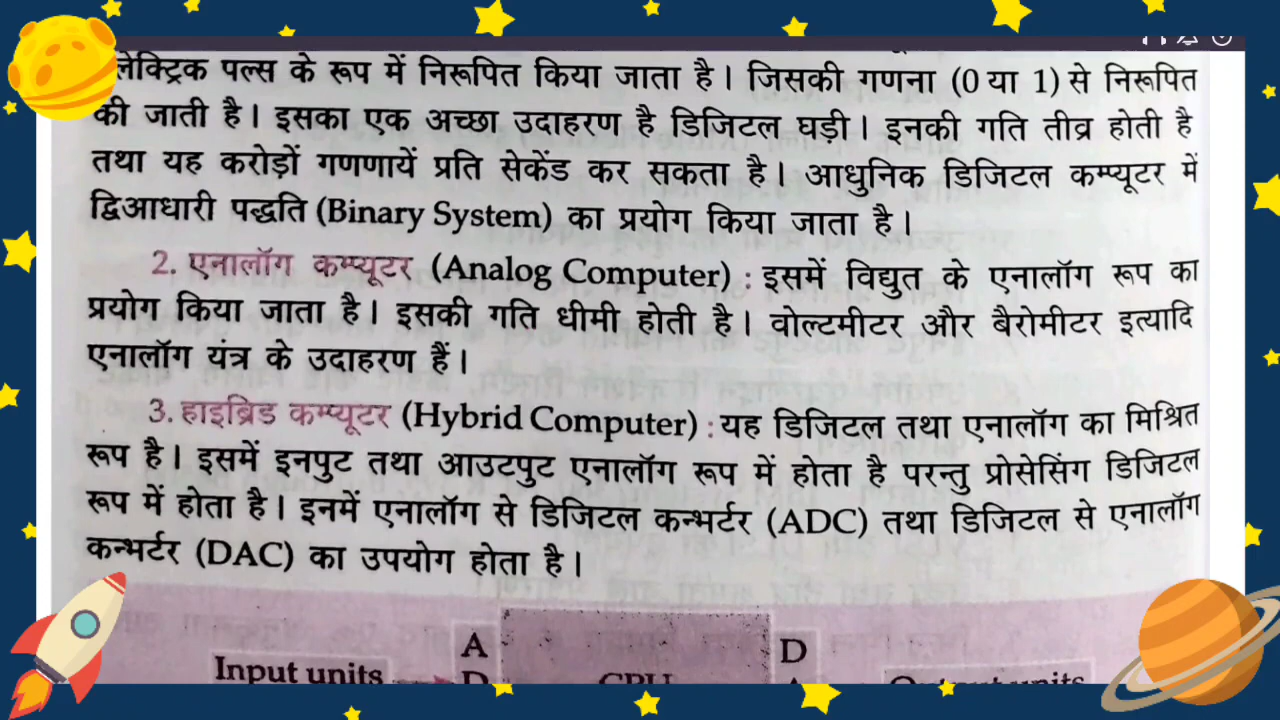 लेक्ट्रिक पल्स के रूप में निरूपित किया जाता है। जिसकी गणना (0 या 1) से निरूपित
की जाती है। इसका एक अच्छा उदाहरण है डिजिटल घड़ी। इनकी गति तीव्र होती है
तथा यह करोड़ों गणणायें प्रति सेकेंड कर सकता है। आधुनिक डिजिटल कम्प्यूटर में
द्विआधारी पद्धति (Binary System) का प्रयोग किया जाता है।
2. एनालॉग कम्प्यूटर (Analog Computer) : इसमें विद्युत के एनालॉग रूप का
प्रयोग किया जाता है। इसकी गति धीमी होती है। वोल्टमीटर और बैरोमीटर इत्यादि
एनालॉग यंत्र के उदाहरण हैं।
3. हाइब्रिड कम्प्यूटर (Hybrid Computer) : यह डिजिटल तथा एनालॉग का मिश्रित
रूप है। इसमें इनपुट तथा आउटपुट एनालॉग रूप में होता है परन्तु प्रोसेसिंग डिजिटल
रूप में होता है। इनमें एनालॉग से डिजिटल कन्भर्टर (ADC) तथा डिजिटल से एनालॉग
कन्भर्टर (DAC) का उपयोग होता है।
A D
Input units D CPU